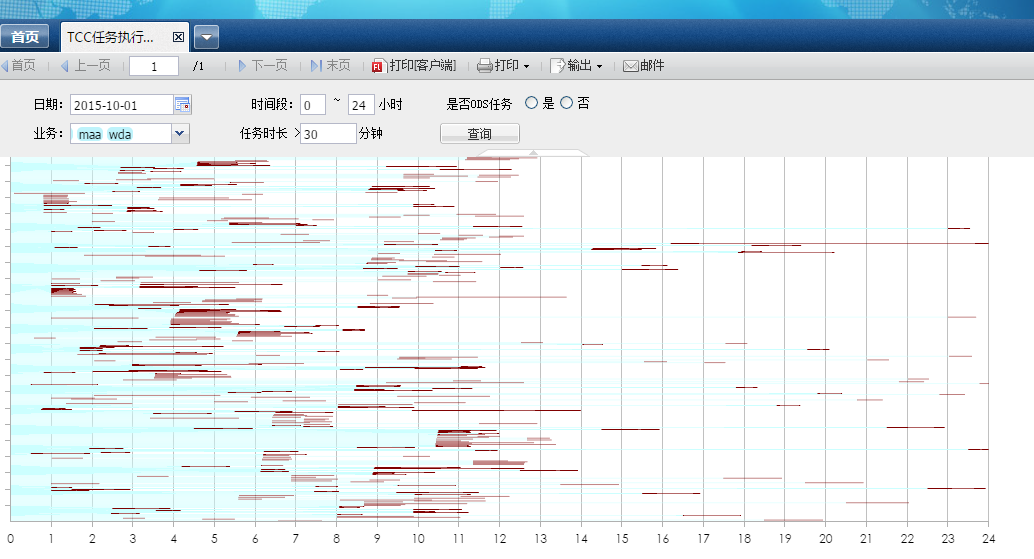 首页 TCC任务执行...
首页 上一页 1 /1 下一页 末页 打印[客户端] 打印 输出 邮件
日期: 2015-10-01 时间段: 0 ~ 24 小时 是否ODS任务 是 否
业务: maa wda 任务时长 >30 分钟 查询
0 1 2 3 4 5 6 7 8 9 10 11 12 13 14 15 16 17 18 19 20 21 22 23 24